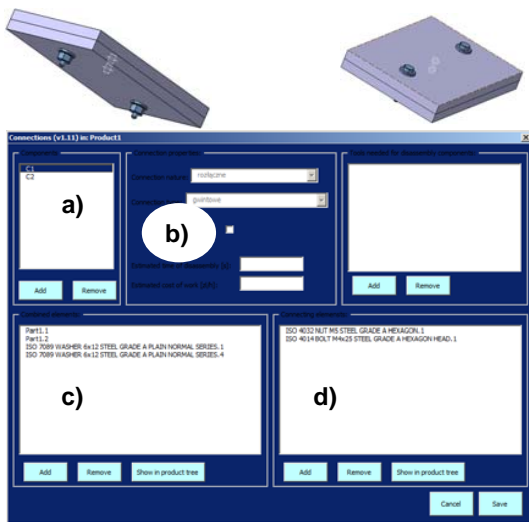 Connections (v1.11) in: Product1
Components
C1
C2
a)
Add
Remove
Connection properties
Connection nature
rozłączne
Connection
gwintowe
b)
Estimated time of disassembly [s]:
Estimated cost of work [zł/h]:
Tools needed for disassembly components
Add
Remove
Combined elements
Part1.1
Part1.2
ISO 7089 WASHER 6x12 STEEL GRADE A PLAIN NORMAL SERIES.1
ISO 7089 WASHER 6x12 STEEL GRADE A PLAIN NORMAL SERIES.4
c)
Add
Remove
Show in product tree
Connecting elements
ISO 4032 NUT M5 STEEL GRADE A HEXAGON.1
ISO 4014 BOLT M4x25 STEEL GRADE A HEXAGON HEAD.1
d)
Add
Remove
Show in product tree
Cancel
Save